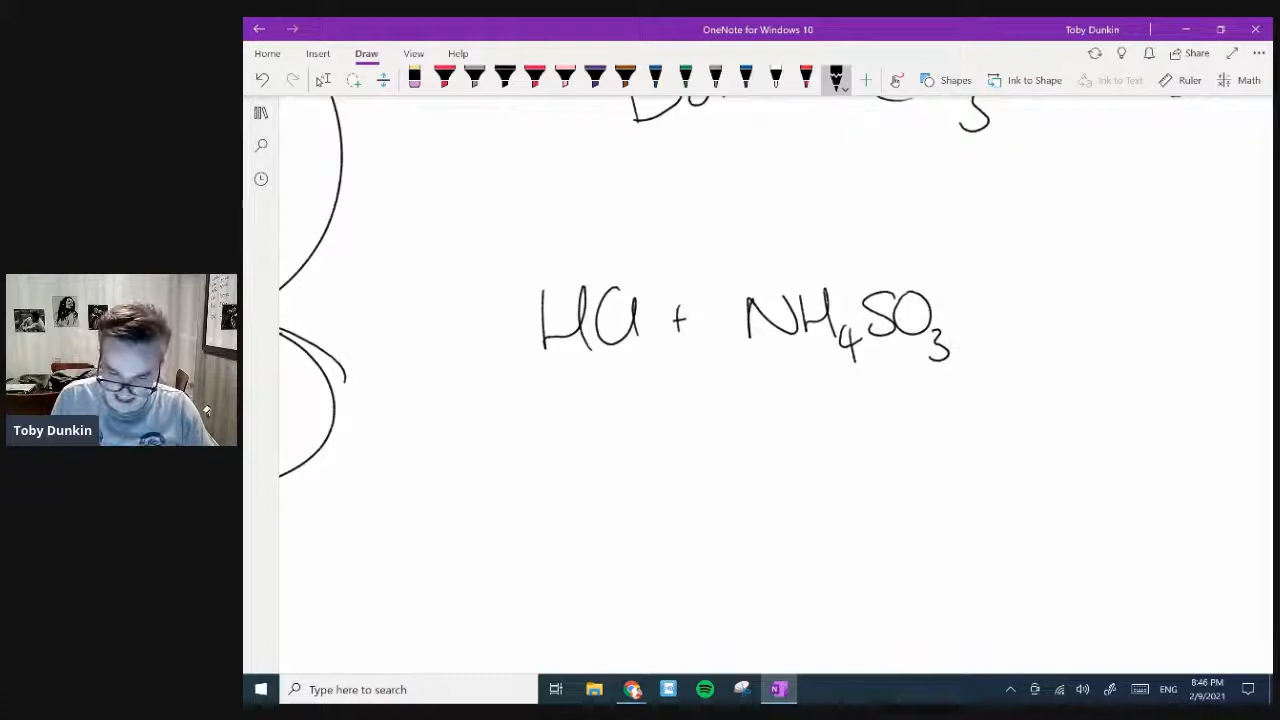 OneNote for Windows 10
Toby Dunkin
Home Insert Draw View Help
Share
Shapes Ink to Shape Ink to Text Ruler Math
HCl + NH₄SO₃
Toby Dunkin
Type here to search
ENG
8:46 PM
2/9/2021